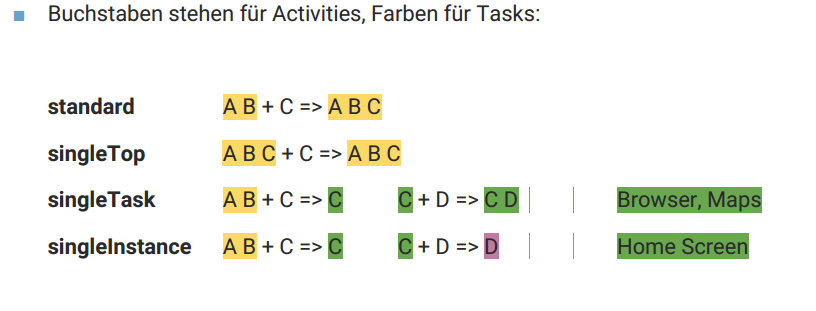 Buchstaben stehen für Activities, Farben für Tasks:
standard A B + C => A B C
singleTop A B C + C => A B C
singleTask A B + C => C C + D => C D Browser, Maps
singleInstance A B + C => C C + D => D Home Screen